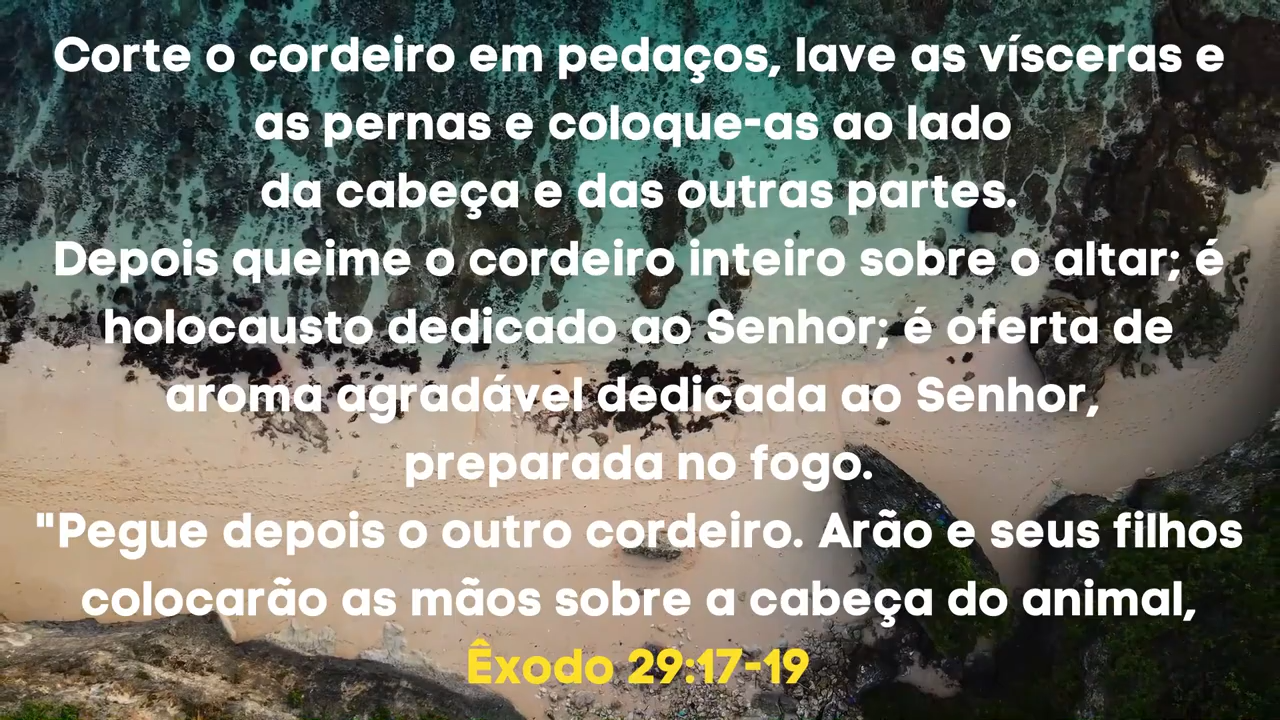 Corte o cordeiro em pedaços, lave as vísceras e
as pernas e coloque-as ao lado
da cabeça e das outras partes.
Depois queime o cordeiro inteiro sobre o altar; é
holocausto dedicado ao Senhor; é oferta de
aroma agradável dedicada ao Senhor,
preparada no fogo.
"Pegue depois o outro cordeiro. Arão e seus filhos
colocarão as mãos sobre a cabeça do animal,
Êxodo 29:17-19